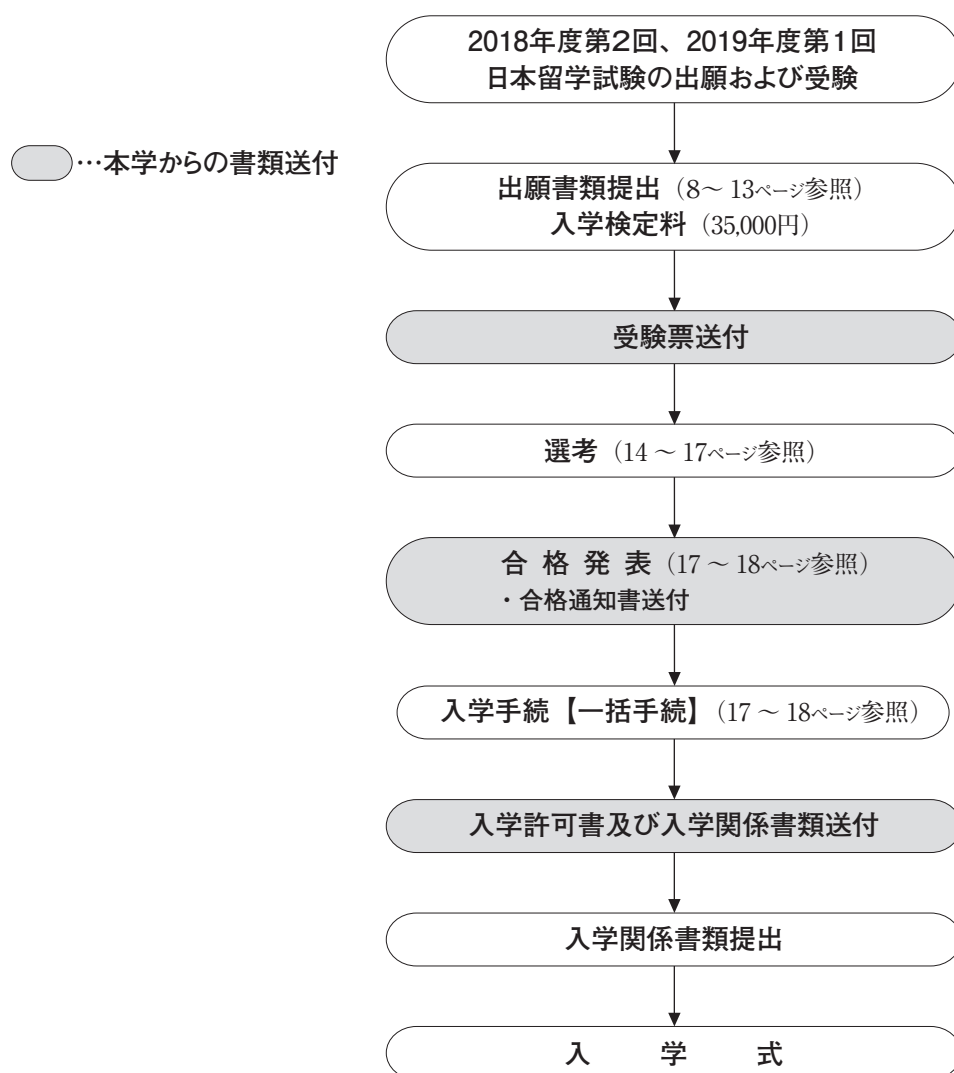 2018年度第2回、2019年度第1回
日本留学試験の出願および受験
…本学からの書類送付
出願書類提出（8～13ページ参照）
入学検定料（35,000円）
受験票送付
選考（14～17ページ参照）
合格発表（17～18ページ参照）
・合格通知書送付
入学手続【一括手続】（17～18ページ参照）
入学許可書及び入学関係書類送付
入学関係書類提出
入学式